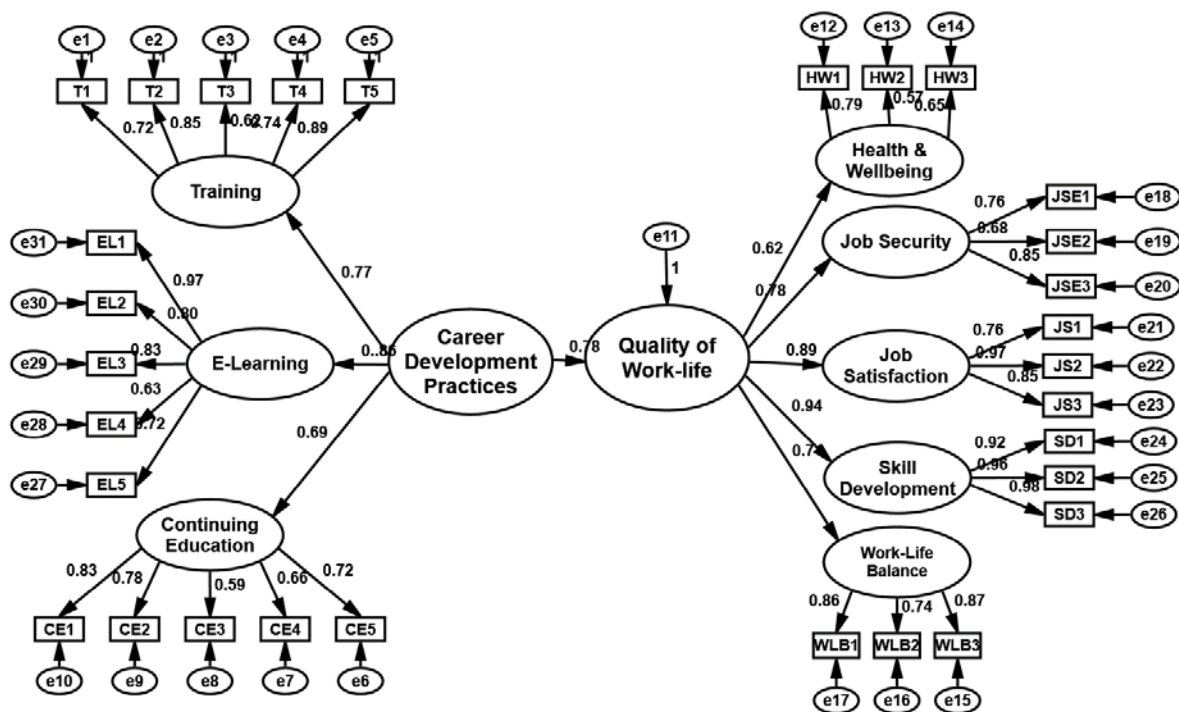 e1 e2 e3 e4 e5
1 1 1 1 1
T1 T2 T3 T4 T5
0.72 0.85 0.62 0.74 0.89
Training
e12 e13 e14
HW1 HW2 HW3
0.79 0.57 0.65
Health &
Wellbeing
e31 EL1
0.97
e30 EL2
0.80
e29 EL3
0.83
e28 EL4
0.63
0.72
e27 EL5
E-Learning
0.77
0..86
0.69
Career
Development
Practices
0.78
e11
1
Quality of
Work-life
0.62
0.78
0.89
0.94
Job Security
0.76 JSE1 e18
0.68 JSE2 e19
0.85 JSE3 e20
Job
Satisfaction
0.76 JS1 e21
0.97 JS2 e22
0.85 JS3 e23
Skill
Development
0.92 SD1 e24
0.96 SD2 e25
0.98 SD3 e26
Continuing
Education
0.83 0.78 0.59 0.66 0.72
CE1 CE2 CE3 CE4 CE5
e10 e9 e8 e7 e6
Work-Life
Balance
0.86 0.74 0.87
WLB1 WLB2 WLB3
e17 e16 e15